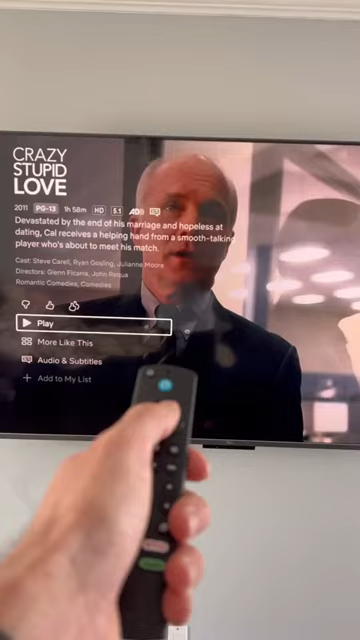 CRAZY
STUPID
LOVE
2011 PG-13 1h 58m HD 5.1 AD
Devastated by the end of his marriage and hopeless at
dating, Cal receives a helping hand from a smooth-talking
player who's about to meet his match.
Cast: Steve Carell, Ryan Gosling, Julianne Moore
Directors: Glenn Ficarra, John Requa
Romantic Comedies, Comedies
Play
More Like This
Audio & Subtitles
Add to My List